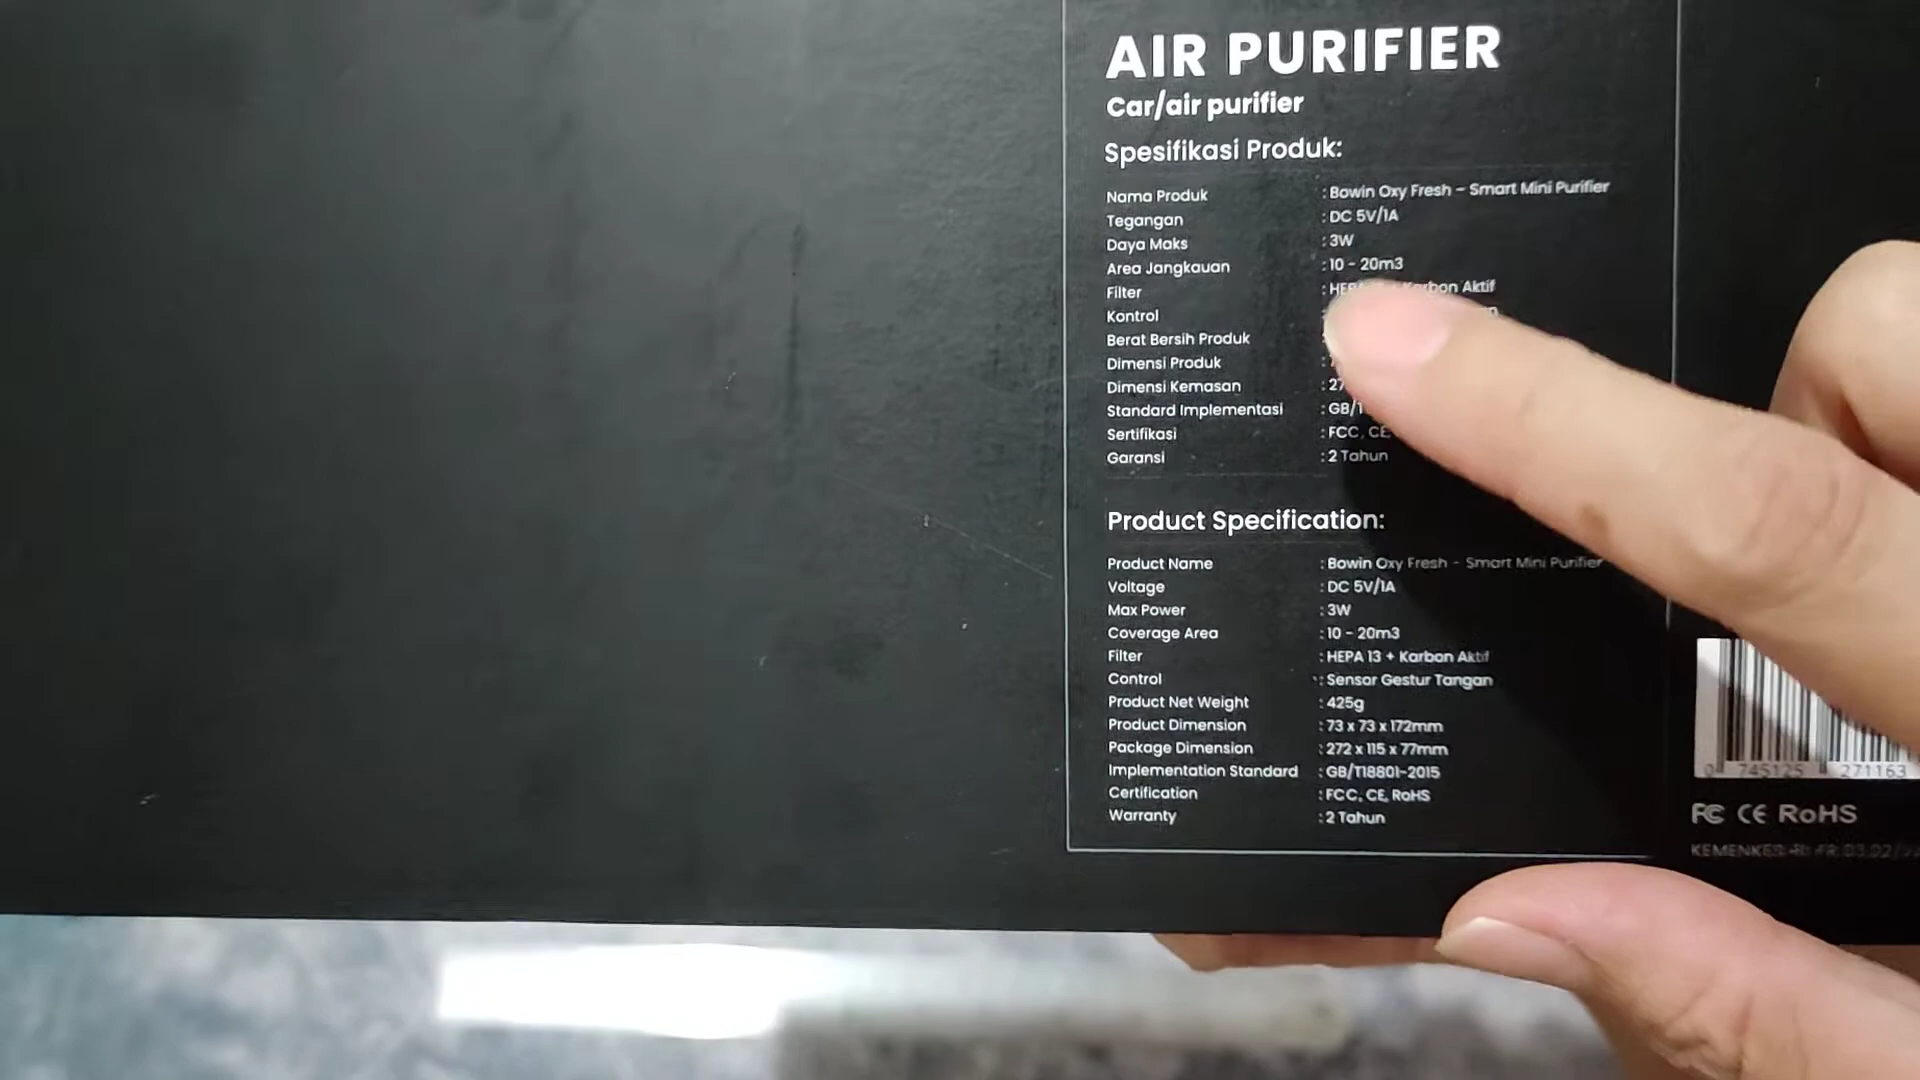 AIR PURIFIER
Car/air purifier
Spesifikasi Produk:
Nama Produk : Bowin Oxy Fresh – Smart Mini Purifier
Tegangan : DC 5V/1A
Daya Maks : 3W
Area Jangkauan : 10 - 20m3
Filter : Karbon Aktif
Kontrol
Berat Bersih Produk
Dimensi Produk
Dimensi Kemasan
Standard Implementasi
Sertifikasi : FCC, CE
Garansi : 2 Tahun
Product Specification:
Product Name : Bowin Oxy Fresh - Smart Mini Purifier
Voltage : DC 5V/1A
Max Power : 3W
Coverage Area : 10 - 20m3
Filter : HEPA 13 + Karbon Aktif
Control : Sensor Gestur Tangan
Product Net Weight : 425g
Product Dimension : 73 x 73 x 172mm
Package Dimension : 272 x 115 x 77mm
Implementation Standard : GB/T18801-2015
Certification : FCC, CE, RoHS
Warranty : 2 Tahun
0 745125 271163
FC CE RoHS
KEMENKES RI